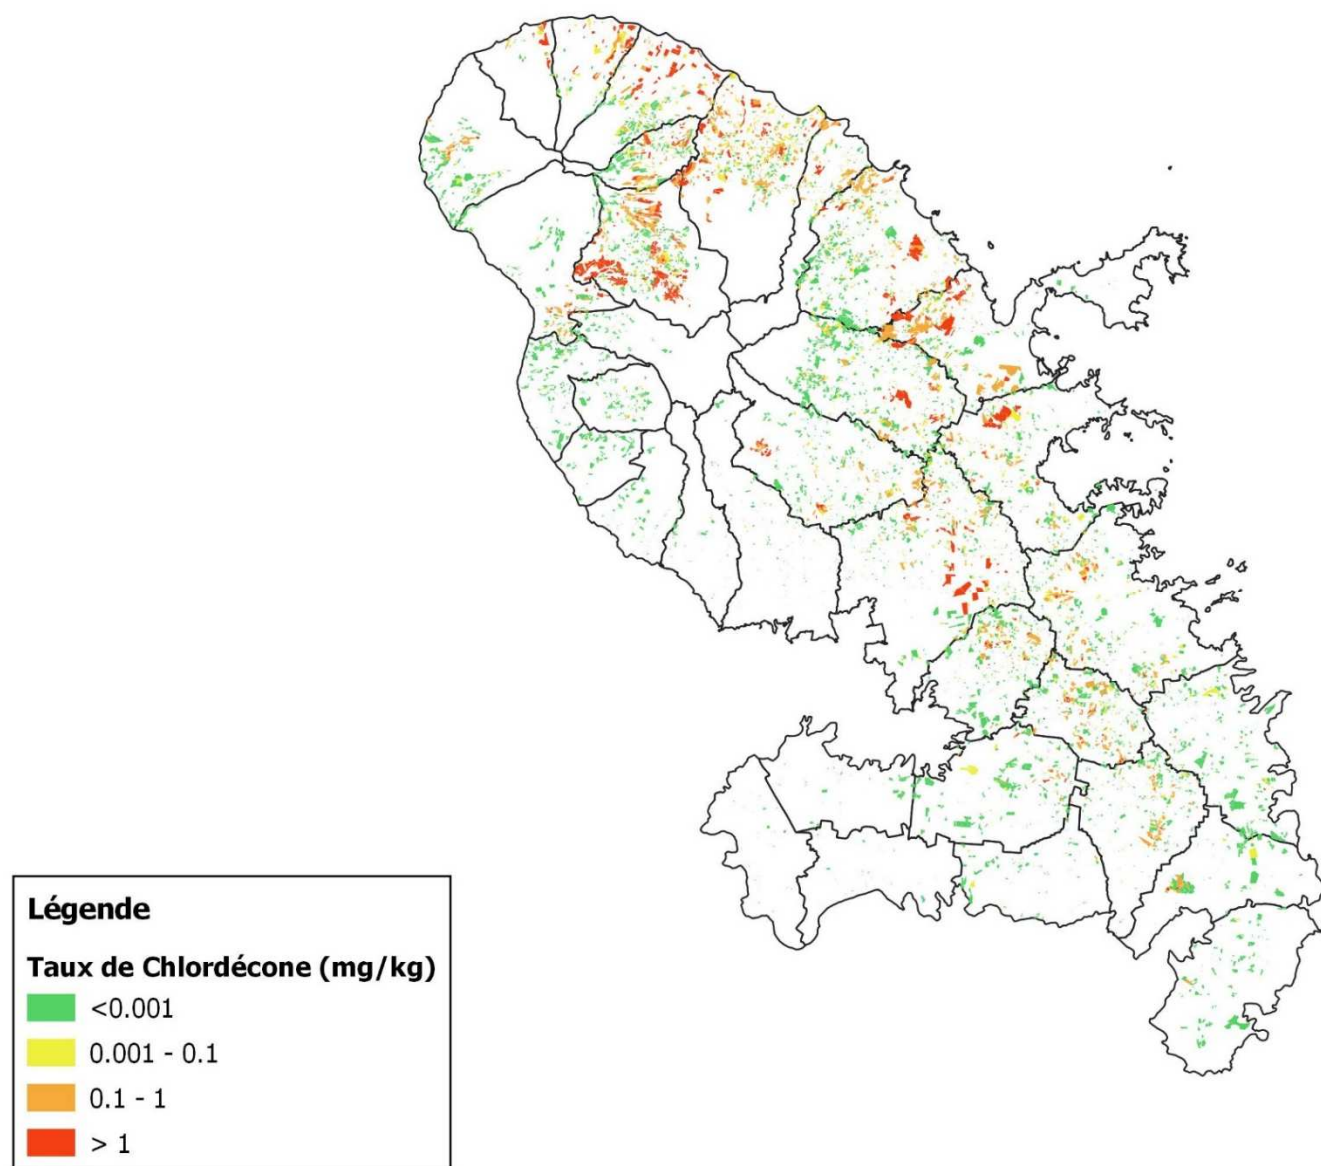 Légende
Taux de Chlordécone (mg/kg)
<0.001
0.001 - 0.1
0.1 - 1
> 1